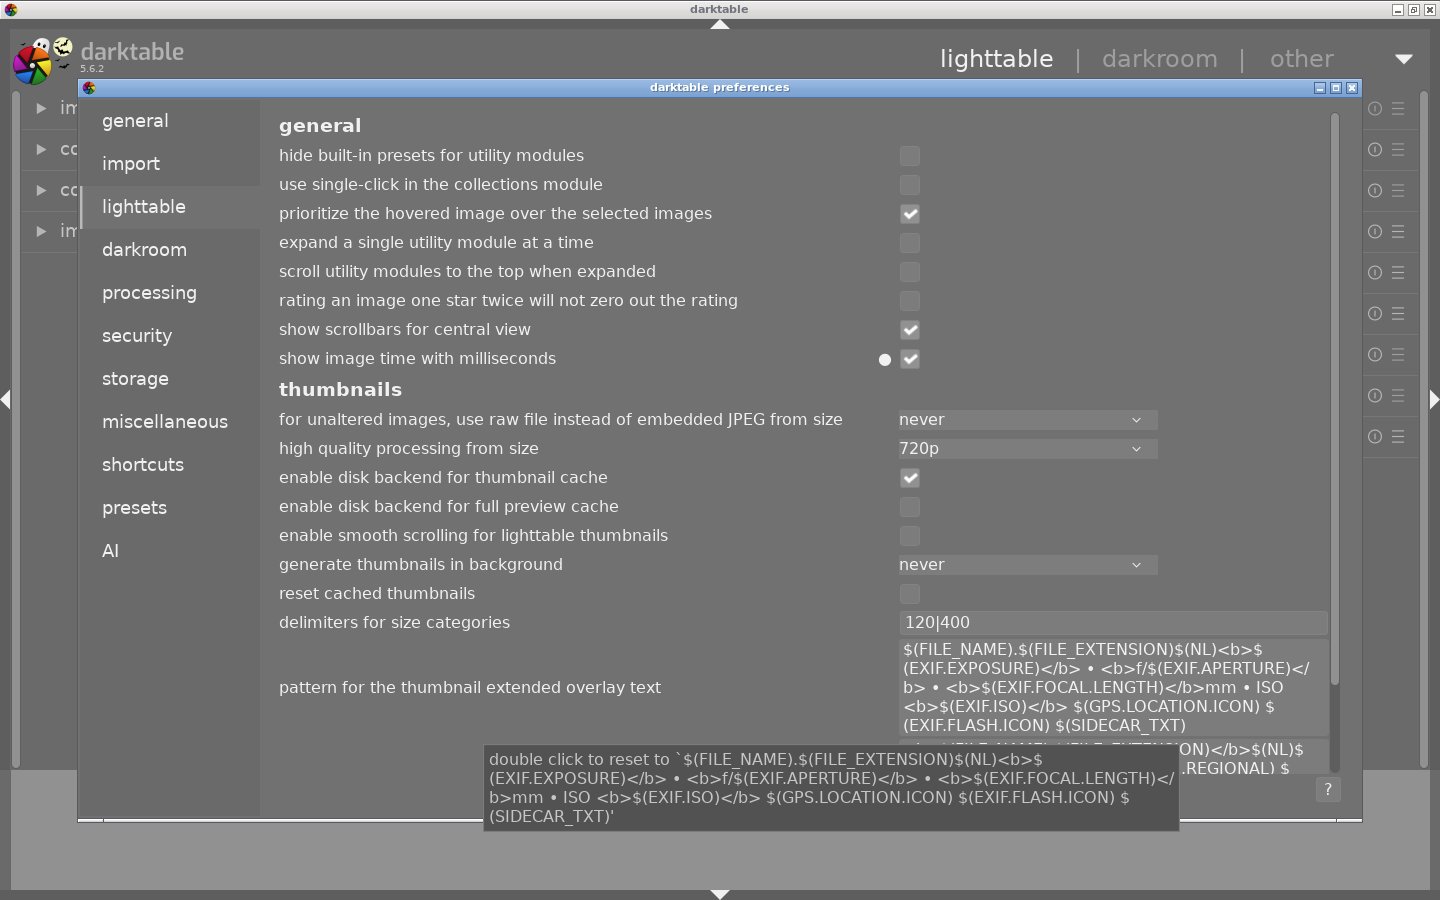 darktable
darktable
5.6.2
lighttable | darkroom | other
darktable preferences
general
import
lighttable
darkroom
processing
security
storage
miscellaneous
shortcuts
presets
AI
general
hide built-in presets for utility modules
use single-click in the collections module
prioritize the hovered image over the selected images
expand a single utility module at a time
scroll utility modules to the top when expanded
rating an image one star twice will not zero out the rating
show scrollbars for central view
show image time with milliseconds
thumbnails
for unaltered images, use raw file instead of embedded JPEG from size never
high quality processing from size 720p
enable disk backend for thumbnail cache
enable disk backend for full preview cache
enable smooth scrolling for lighttable thumbnails
generate thumbnails in background never
reset cached thumbnails
delimiters for size categories 120|400
pattern for the thumbnail extended overlay text
$(FILE_NAME).$(FILE_EXTENSION)$(NL)<b>$
(EXIF.EXPOSURE)</b> • <b>f/$(EXIF.APERTURE)</
b> • <b>$(EXIF.FOCAL.LENGTH)</b>mm • ISO
<b>$(EXIF.ISO)</b> $(GPS.LOCATION.ICON) $
(EXIF.FLASH.ICON) $(SIDECAR_TXT)
ON)</b>$(NL)$
.REGIONAL) $
double click to reset to `$(FILE_NAME).$(FILE_EXTENSION)$(NL)<b>$
(EXIF.EXPOSURE)</b> • <b>f/$(EXIF.APERTURE)</b> • <b>$(EXIF.FOCAL.LENGTH)</
b>mm • ISO <b>$(EXIF.ISO)</b> $(GPS.LOCATION.ICON) $(EXIF.FLASH.ICON) $
(SIDECAR_TXT)'
?
im
co
co
im